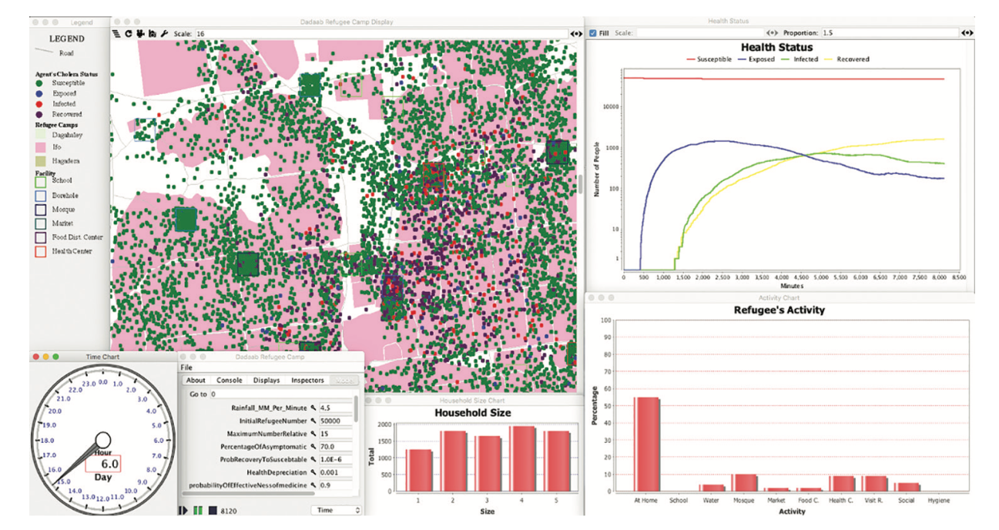 Legend
LEGEND
Road
Agent's Cholera Status
Susceptible
Exposed
Infected
Recovered
Refugee Camps
Dagahaley
Ifo
Hagadera
Facility
School
Borehole
Mosque
Market
Food Dist. Center
Health Center
Dadaab Refugee Camp Display
Scale: 16
Health Status
Fill Scale: Proportion: 1.5
Health Status
Susceptible Exposed Infected Recovered
Number of People
10000
1000
100
10
1
0 500 1,000 1,500 2,000 2,500 3,000 3,500 4,000 4,500 5,000 5,500 6,000 6,500 7,000 7,500 8,000 8,500
Minutes
Time Chart
0.0 1.0 2.0 3.0 4.0 5.0 6.0 7.0 8.0 9.0 10.0 11.0 12.0 13.0 14.0 15.0 16.0 17.0 18.0 19.0 20.0 21.0 22.0 23.0
Hour
6.0
Day
Dadaab Refugee Camp
File
About Console Displays Inspectors Model
Go to 0
Rainfall_MM_Per_Minute 4.5
InitialRefugeeNumber 50000
MaximumNumberRelative 15
PercentageOfAsymptomatic 70.0
ProbRecoveryToSuscebtable 1.0E-6
HealthDepreciation 0.001
probabilityOfEffectiveNessofmedicine 0.9
8120 Time
Household Size Chart
Household Size
Total
2000
1500
1000
500
0
1 2 3 4 5
Size
Activity Chart
Refugee's Activity
Percentage
100
90
80
70
60
50
40
30
20
10
0
At Home School Water Mosque Market Food C. Health C. Visit R. Social Hygiene
Activity